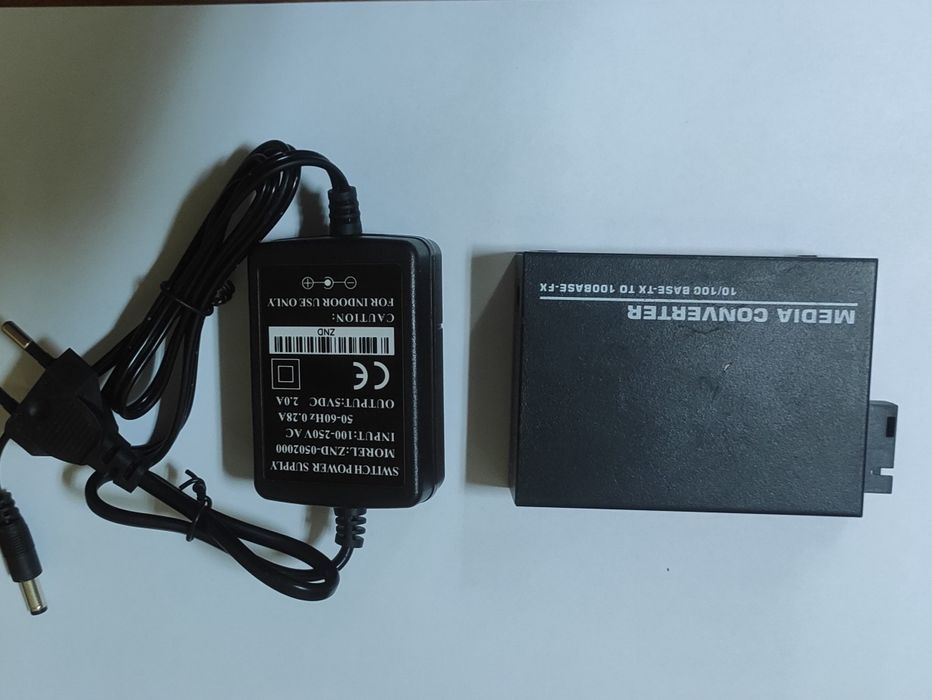 SWITCH POWER SUPPLY
MOREL:ZND-0502000
INPUT:100-250V AC
50-60Hz 0.28A
OUTPUT:5VDC 2.0A
CE
ZND
CAUTION:
FOR INDOOR USE ONLY
MEDIA CONVERTER
10/100 BASE-TX TO 100BASE-FX